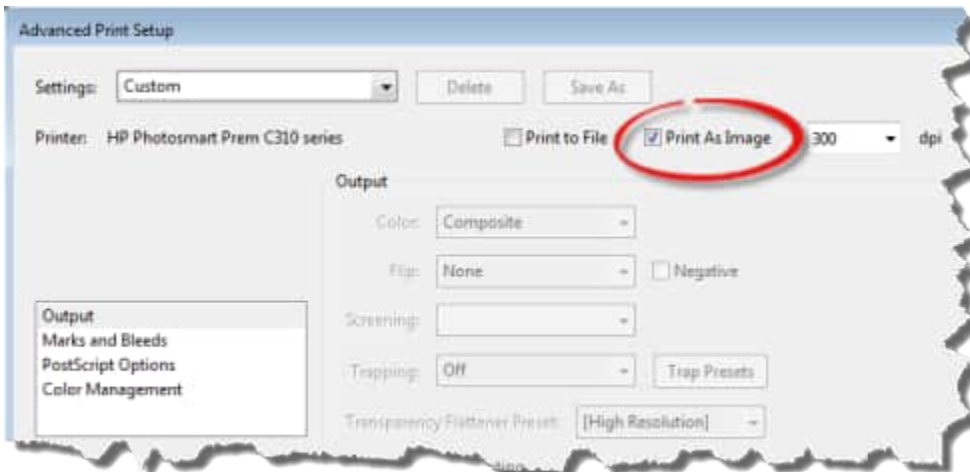 Advanced Print Setup
Settings: Custom Delete Save As
Printer: HP Photosmart Prem C310 series Print to File Print As Image 300 dpi
Output
Color: Composite
Flip: None Negative
Screening:
Trapping: Off Trap Presets
Transparency Flattener Preset: [High Resolution]
Output
Marks and Bleeds
PostScript Options
Color Management